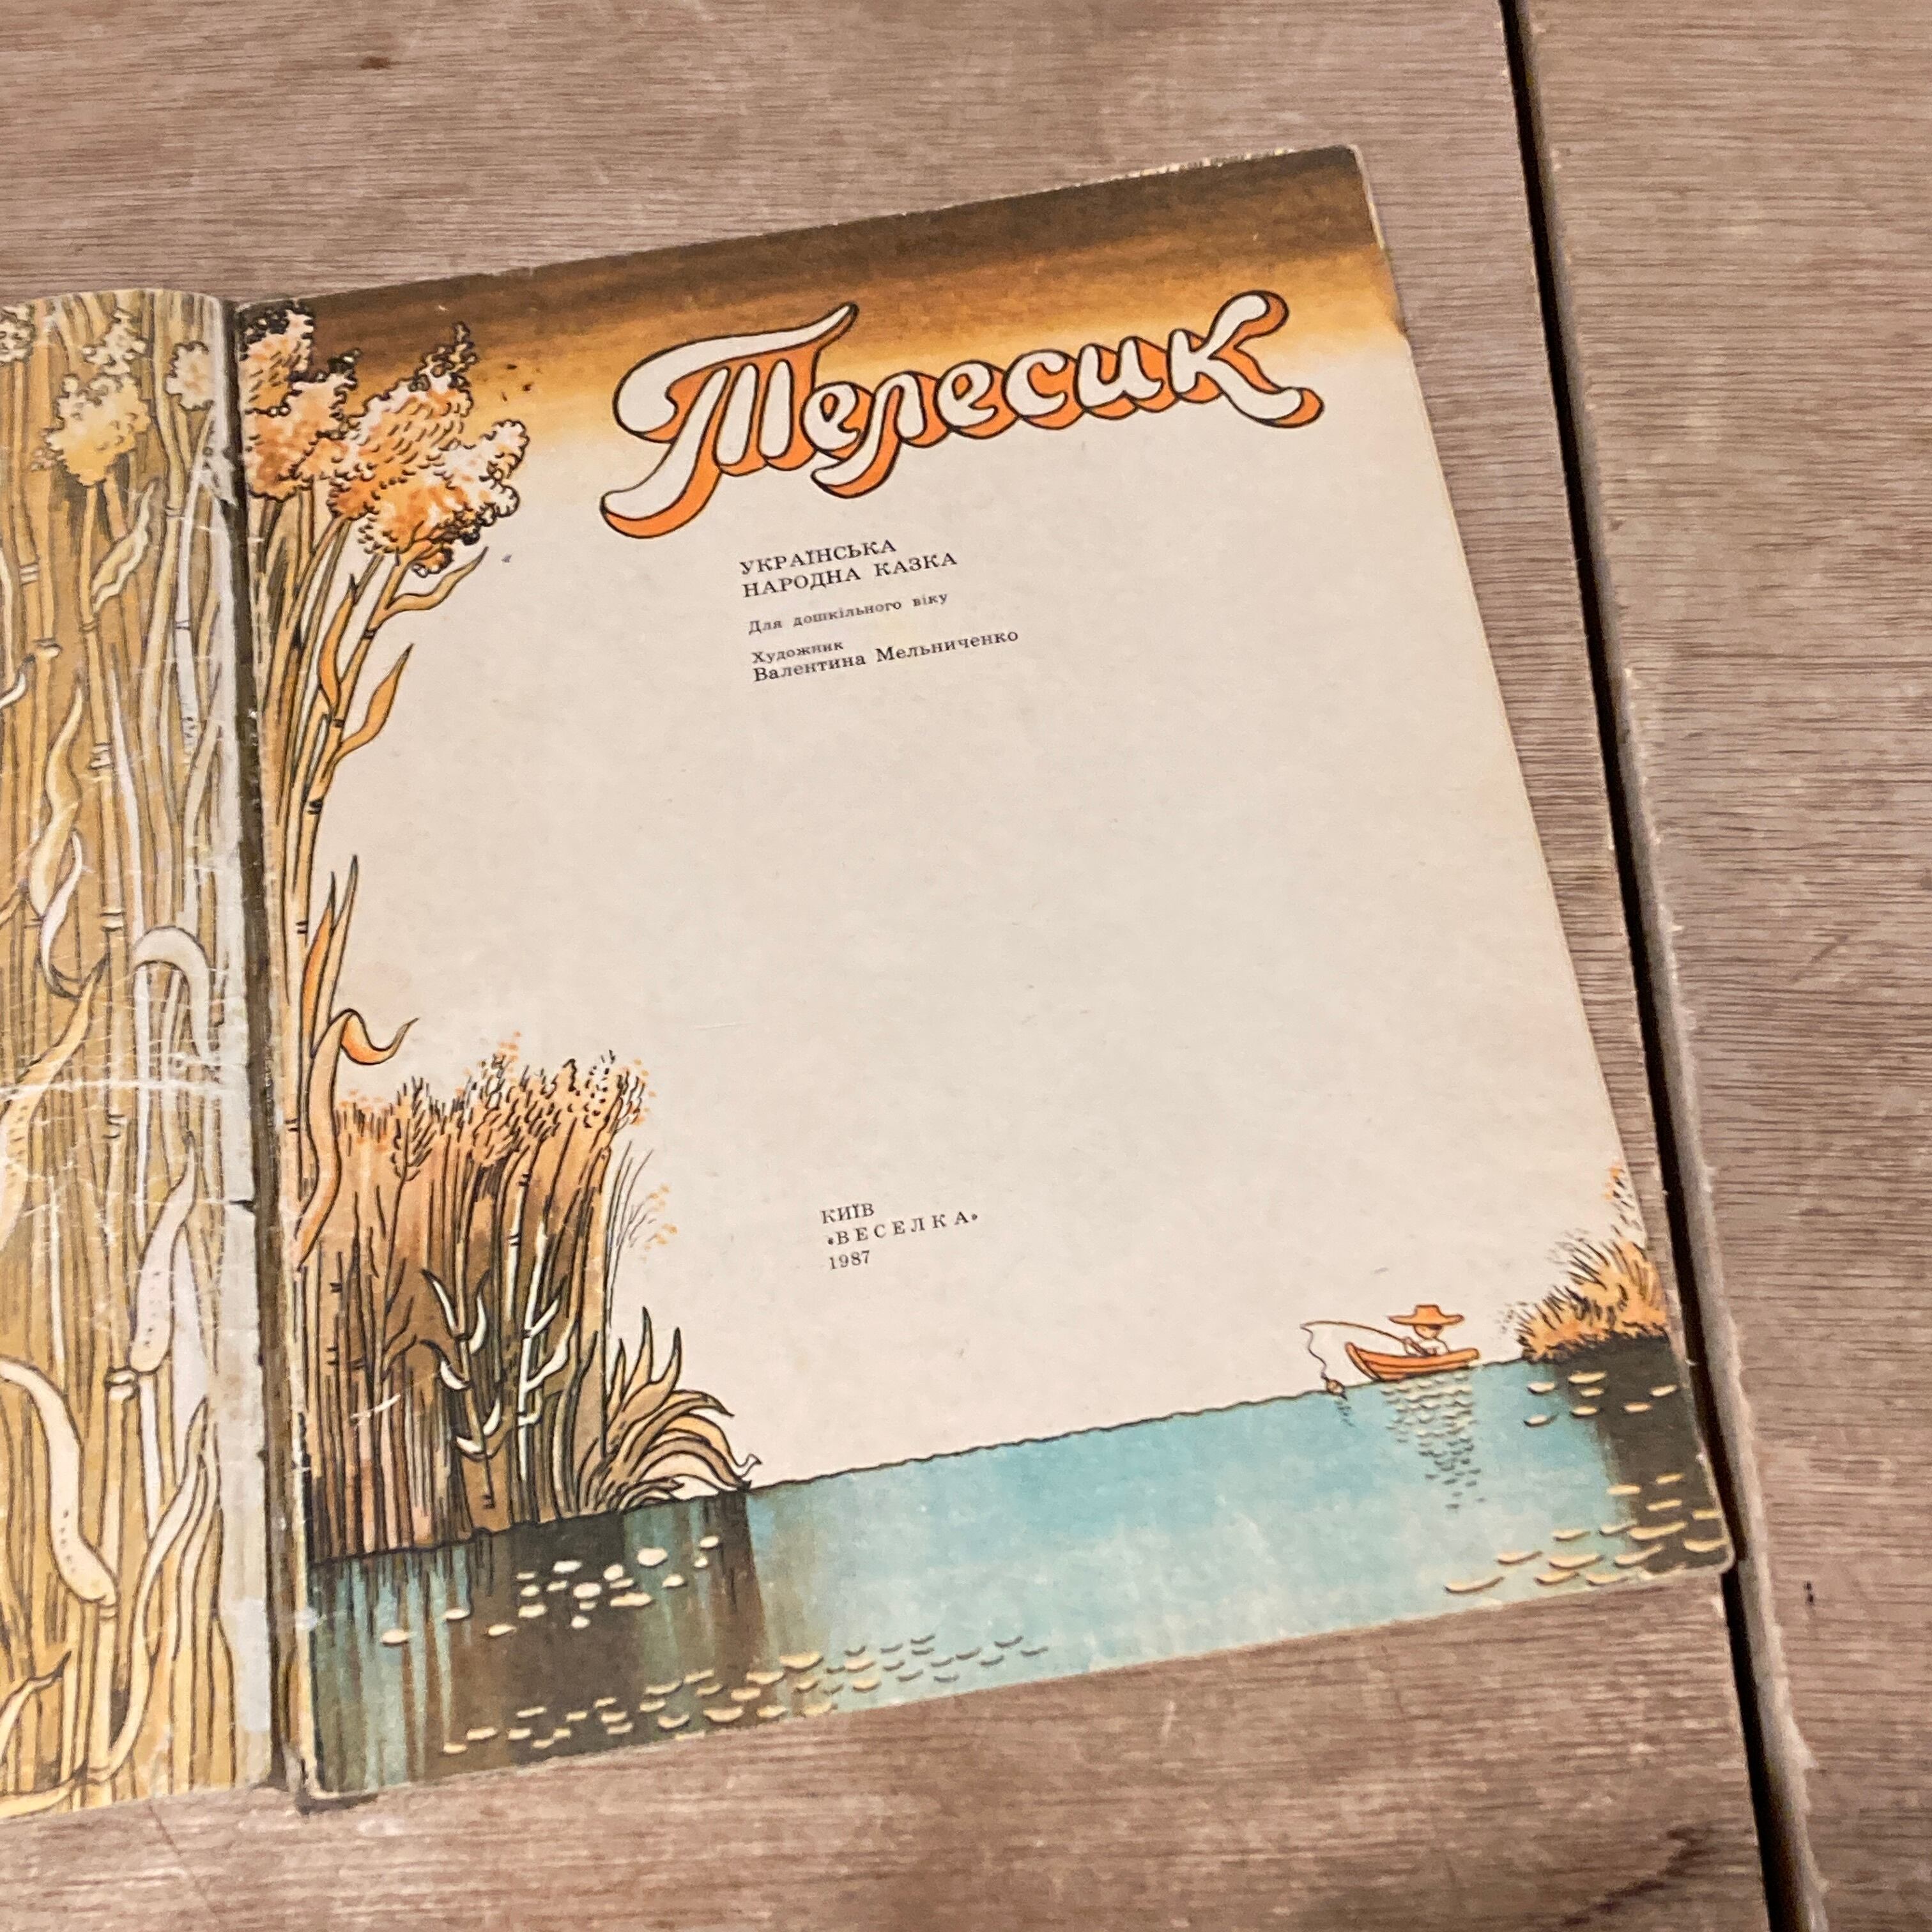 Телесик
УКРАЇНСЬКА
НАРОДНА КАЗКА
Для дошкільного віку
Художник
Валентина Мельниченко
КИЇВ
«ВЕСЕЛКА»
1987